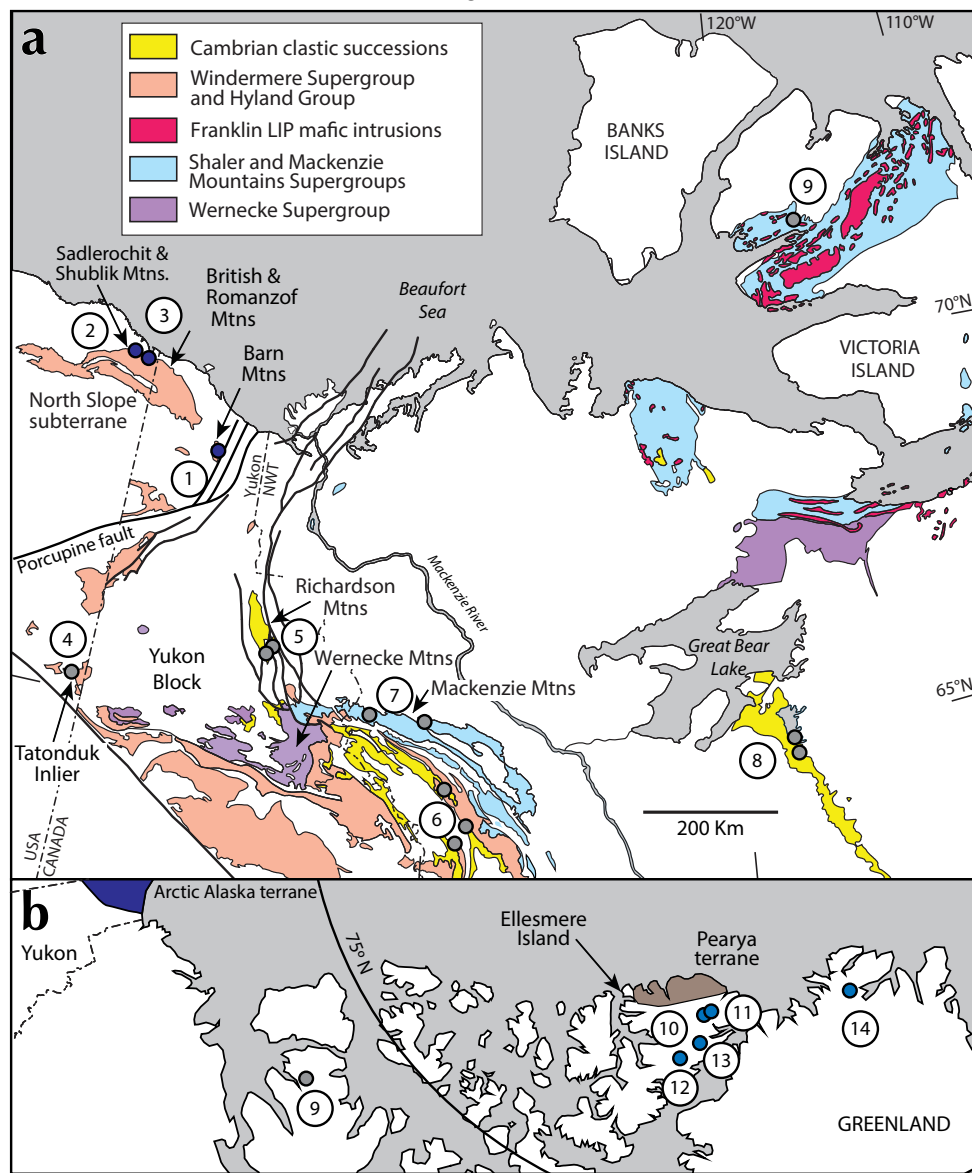 a
Cambrian clastic successions
Windermere Supergroup
and Hyland Group
Franklin LIP mafic intrusions
Shaler and Mackenzie
Mountains Supergroups
Wernecke Supergroup
120°W
110°W
BANKS
ISLAND
9
Sadlerochit &
Shublik Mtns.
British &
Romanzof
Mtns
2
3
Barn
Mtns
Beaufort
Sea
70°N
VICTORIA
ISLAND
North Slope
subterrane
1
Yukon
NWT
Porcupine fault
Mackenzie River
Richardson
Mtns
5
4
Wernecke Mtns
Great Bear
Lake
Yukon
Block
7
Mackenzie Mtns
65°N
Tatonduk
Inlier
8
6
200 Km
USA
CANADA
b
Arctic Alaska terrane
Yukon
75° N
Ellesmere
Island
Pearya
terrane
10
11
14
13
12
9
GREENLAND